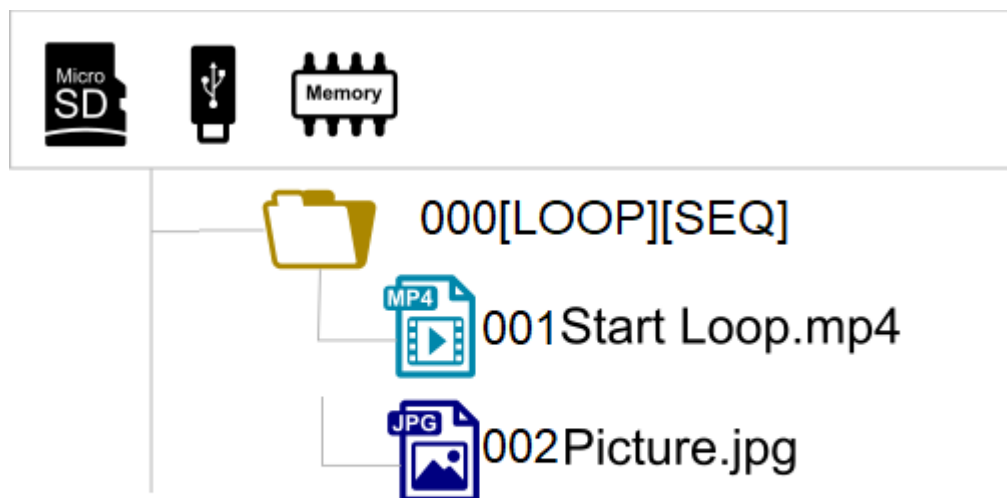 Micro
SD
Memory
000[LOOP][SEQ]
MP4
001Start Loop.mp4
JPG
002Picture.jpg